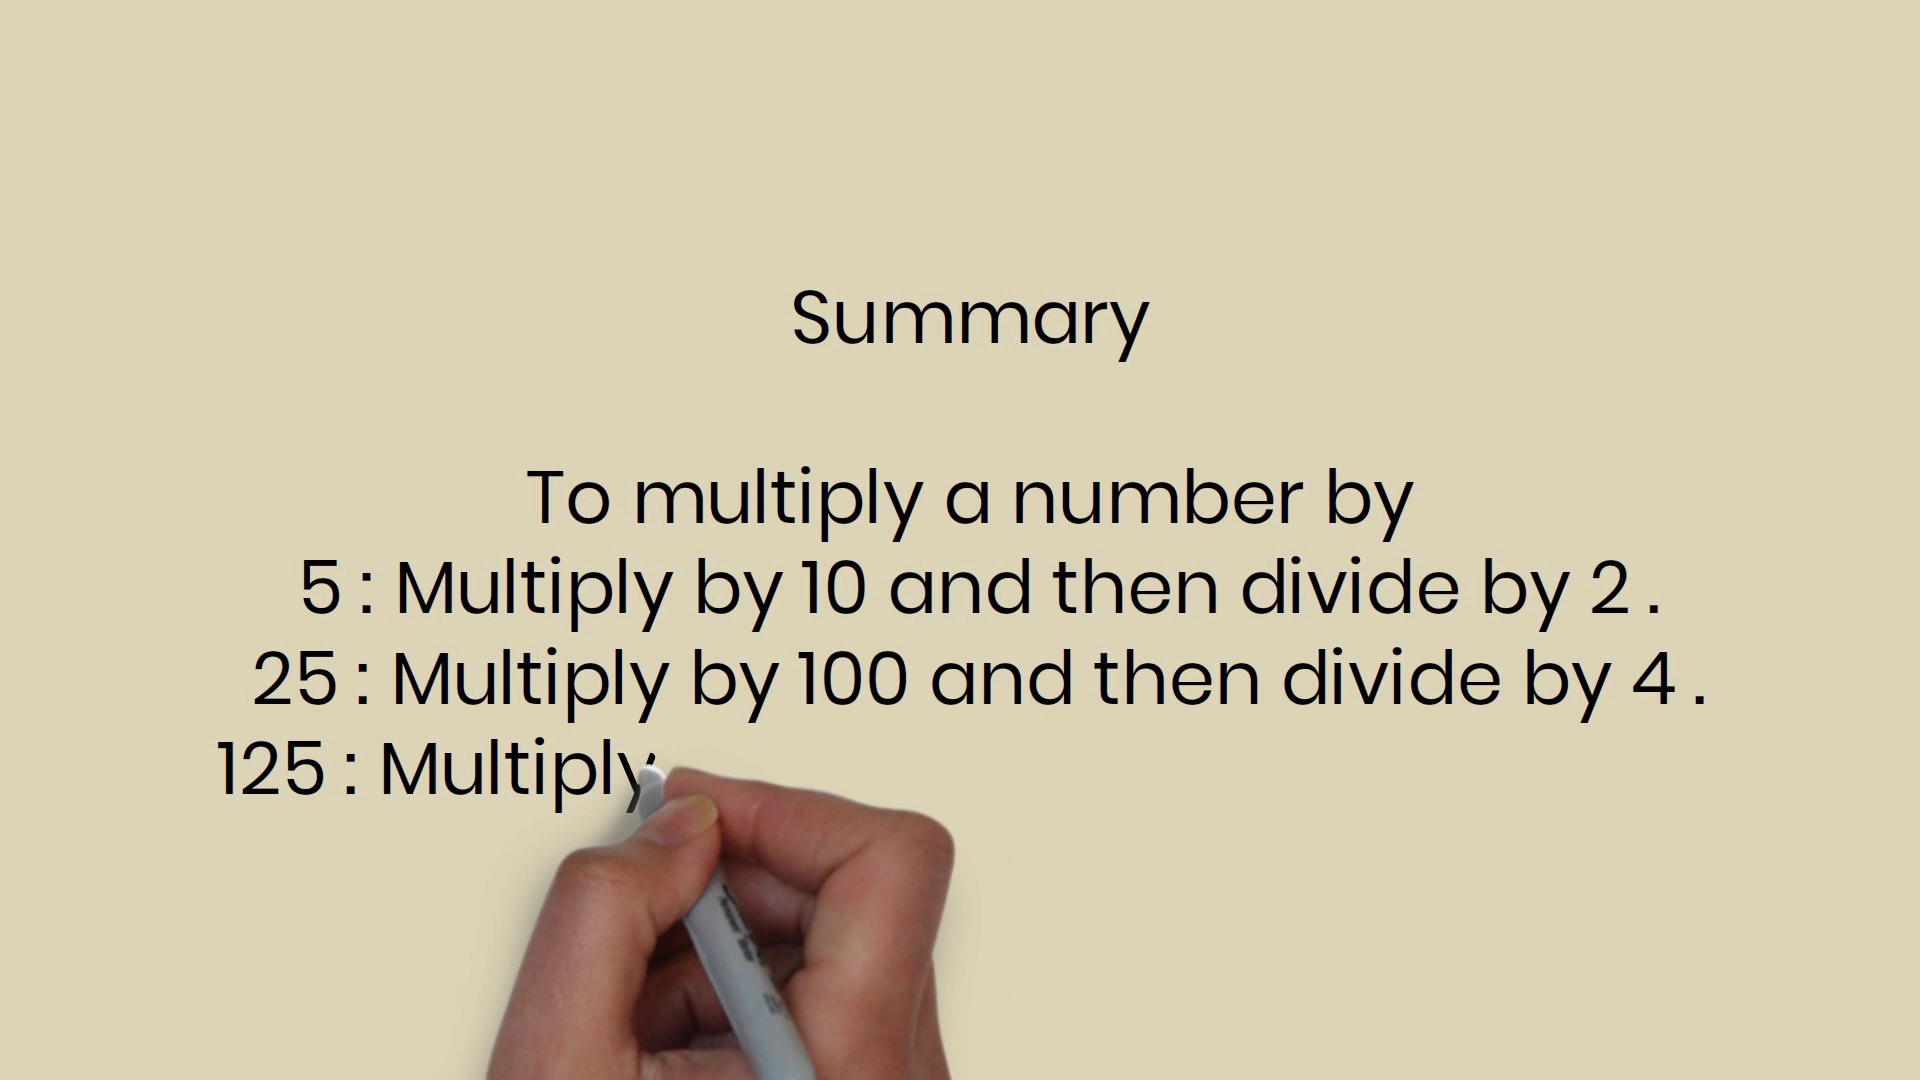 Summary
To multiply a number by
5 : Multiply by 10 and then divide by 2 .
25 : Multiply by 100 and then divide by 4 .
125 : Multiply